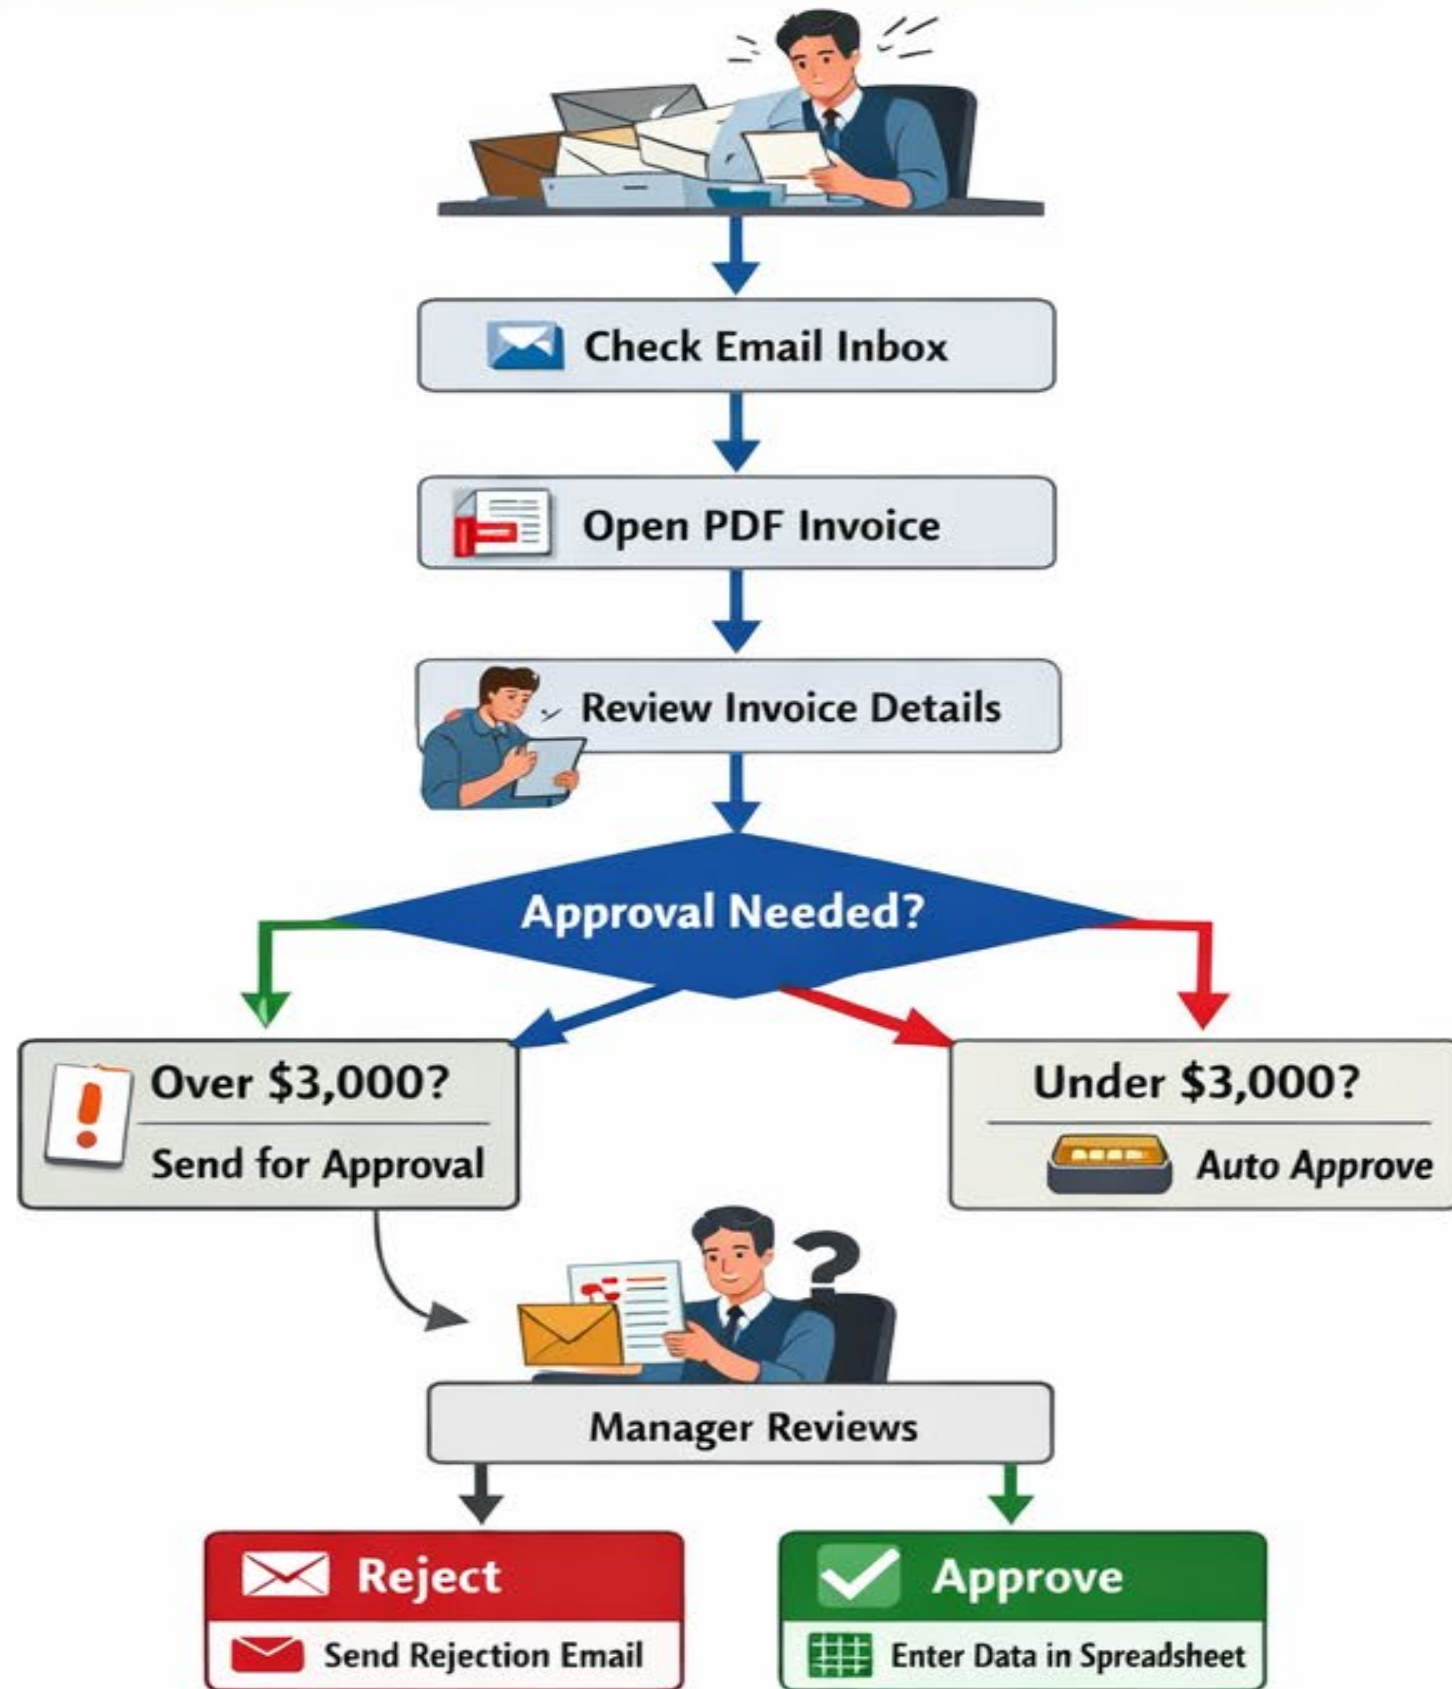 Check Email Inbox
Open PDF Invoice
Review Invoice Details
Approval Needed?
Over $3,000?
Send for Approval
Under $3,000?
Auto Approve
?
Manager Reviews
Reject
Send Rejection Email
Approve
Enter Data in Spreadsheet